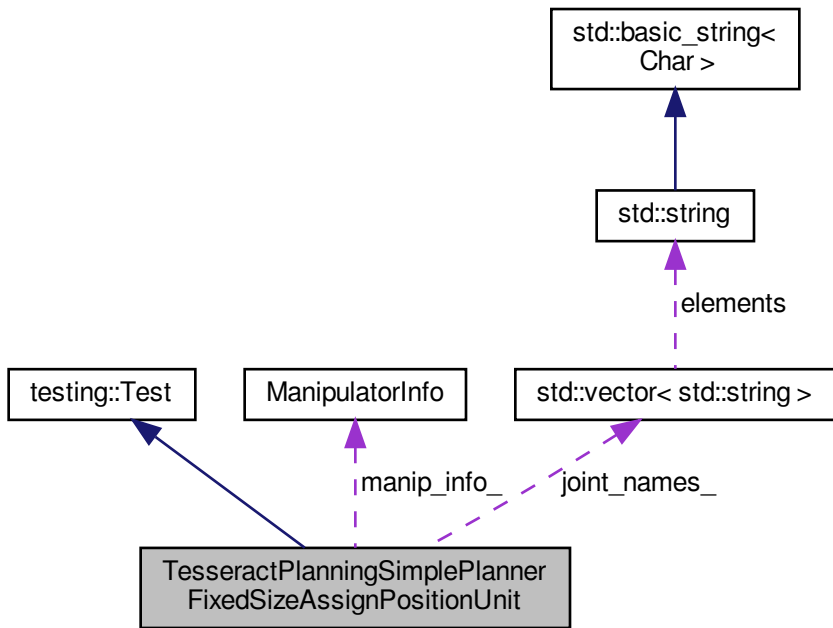 std::basic_string<
Char >
std::string
elements
testing::Test
ManipulatorInfo
std::vector< std::string >
manip_info_
joint_names_
TesseractPlanningSimplePlanner
FixedSizeAssignPositionUnit